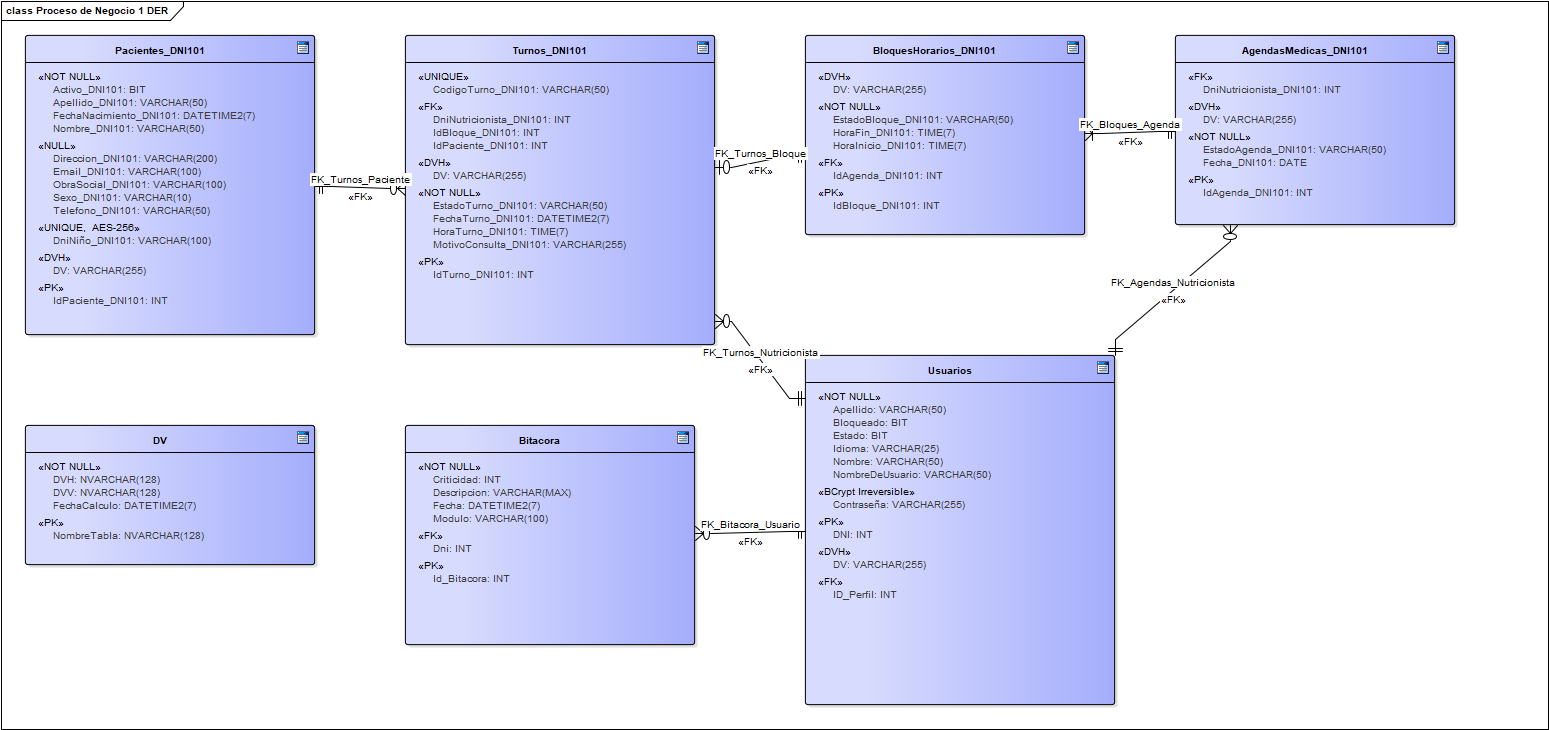 class Proceso de Negocio 1 DER
Pacientes_DNI101
«NOT NULL»
Activo_DNI101: BIT
Apellido_DNI101: VARCHAR(50)
FechaNacimiento_DNI101: DATETIME2(7)
Nombre_DNI101: VARCHAR(50)
«NULL»
Direccion_DNI101: VARCHAR(200)
Email_DNI101: VARCHAR(100)
ObraSocial_DNI101: VARCHAR(100)
Sexo_DNI101: VARCHAR(10)
Telefono_DNI101: VARCHAR(50)
«UNIQUE, AES-256»
DniNiño_DNI101: VARCHAR(100)
«DVH»
DV: VARCHAR(255)
«PK»
IdPaciente_DNI101: INT
FK_Turnos_Paciente
«FK»
Turnos_DNI101
«UNIQUE»
CodigoTurno_DNI101: VARCHAR(50)
«FK»
DniNutricionista_DNI101: INT
IdBloque_DNI101: INT
IdPaciente_DNI101: INT
«DVH»
DV: VARCHAR(255)
«NOT NULL»
EstadoTurno_DNI101: VARCHAR(50)
FechaTurno_DNI101: DATETIME2(7)
HoraTurno_DNI101: TIME(7)
MotivoConsulta_DNI101: VARCHAR(255)
«PK»
IdTurno_DNI101: INT
FK_Turnos_Bloque
«FK»
BloquesHorarios_DNI101
«DVH»
DV: VARCHAR(255)
«NOT NULL»
EstadoBloque_DNI101: VARCHAR(50)
HoraFin_DNI101: TIME(7)
HoraInicio_DNI101: TIME(7)
«FK»
IdAgenda_DNI101: INT
«PK»
IdBloque_DNI101: INT
FK_Bloques_Agenda
«FK»
AgendasMedicas_DNI101
«FK»
DniNutricionista_DNI101: INT
«DVH»
DV: VARCHAR(255)
«NOT NULL»
EstadoAgenda_DNI101: VARCHAR(50)
Fecha_DNI101: DATE
«PK»
IdAgenda_DNI101: INT
FK_Agendas_Nutricionista
«FK»
FK_Turnos_Nutricionista
«FK»
DV
«NOT NULL»
DVH: NVARCHAR(128)
DVV: NVARCHAR(128)
FechaCalculo: DATETIME2(7)
«PK»
NombreTabla: NVARCHAR(128)
Bitacora
«NOT NULL»
Criticidad: INT
Descripcion: VARCHAR(MAX)
Fecha: DATETIME2(7)
Modulo: VARCHAR(100)
«FK»
Dni: INT
«PK»
Id_Bitacora: INT
FK_Bitacora_Usuario
«FK»
Usuarios
«NOT NULL»
Apellido: VARCHAR(50)
Bloqueado: BIT
Estado: BIT
Idioma: VARCHAR(25)
Nombre: VARCHAR(50)
NombreDeUsuario: VARCHAR(50)
«BCrypt Irreversible»
Contraseña: VARCHAR(255)
«PK»
DNI: INT
«DVH»
DV: VARCHAR(255)
«FK»
ID_Perfil: INT